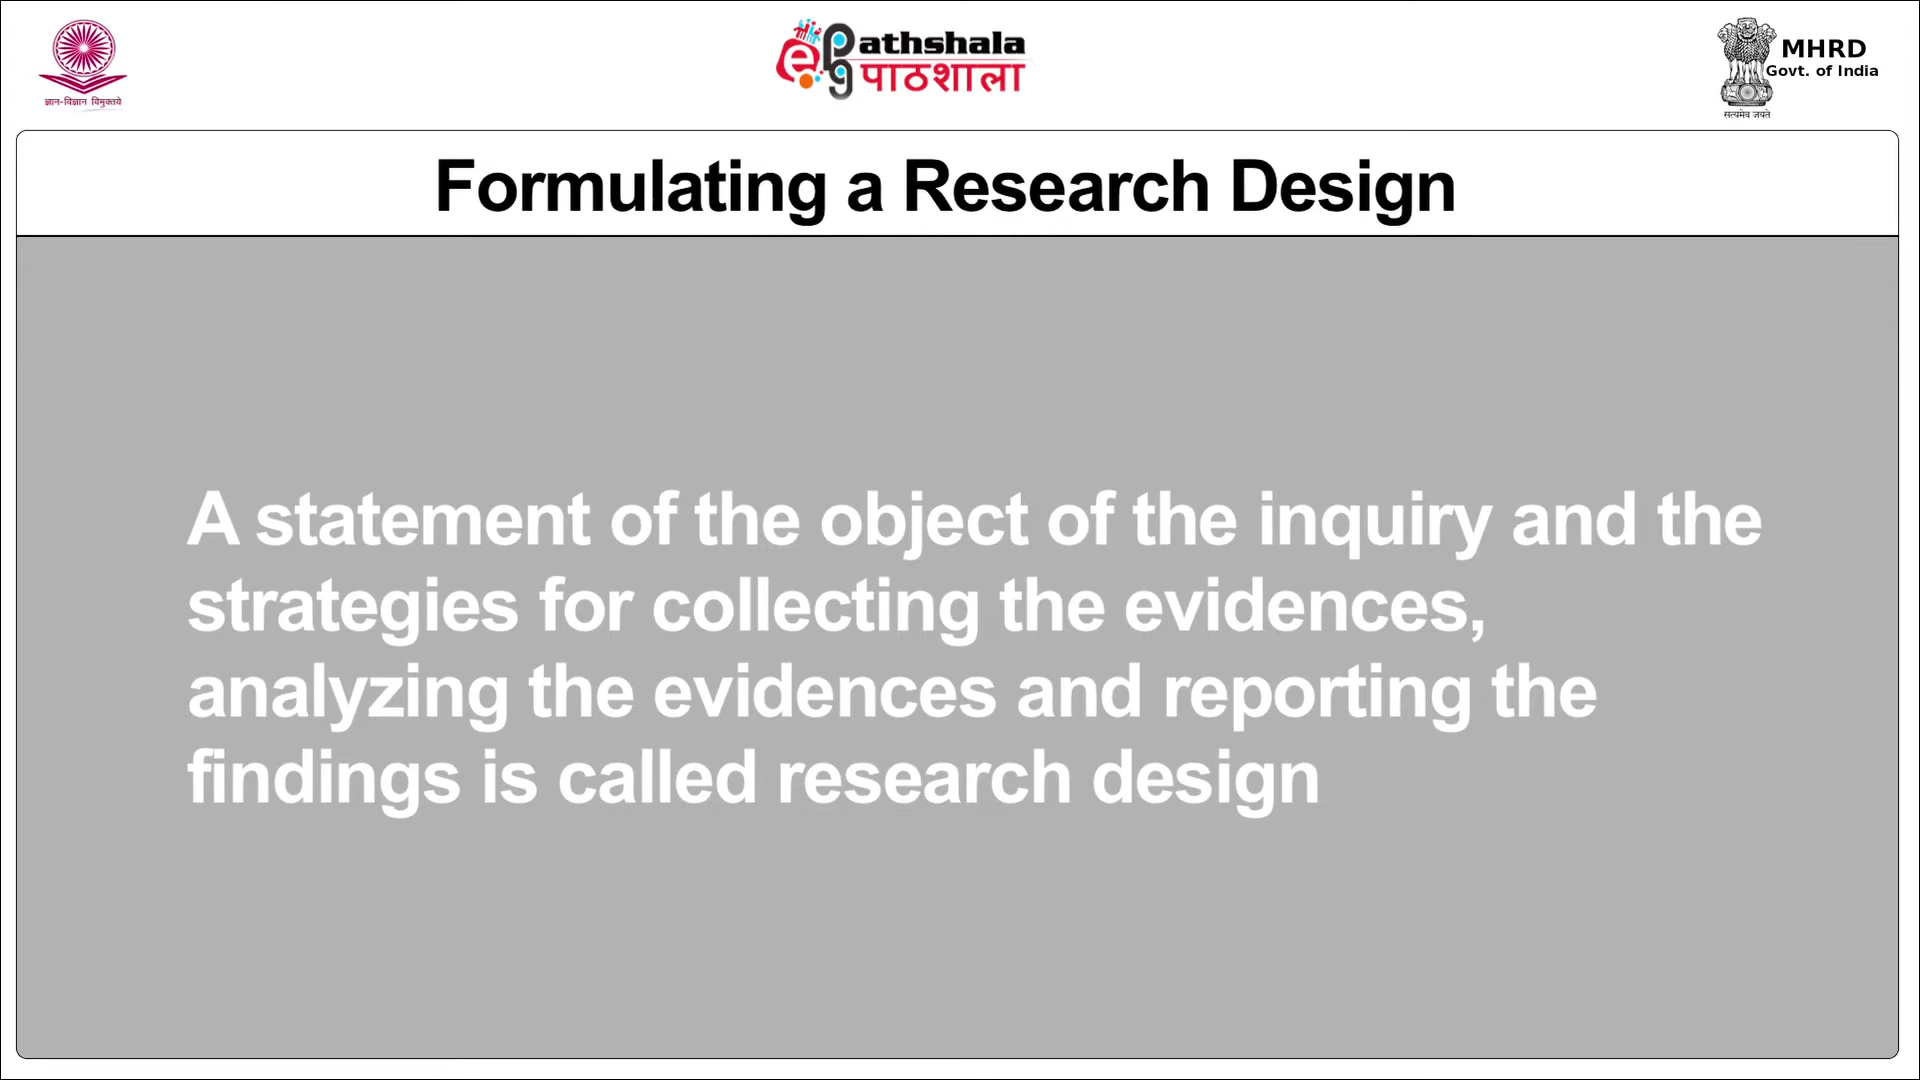 ज्ञान-विज्ञान विमुक्तये
ePG athshala
पाठशाला
MHRD
Govt. of India
सत्यमेव जयते
Formulating a Research Design
A statement of the object of the inquiry and the
strategies for collecting the evidences,
analyzing the evidences and reporting the
findings is called research design